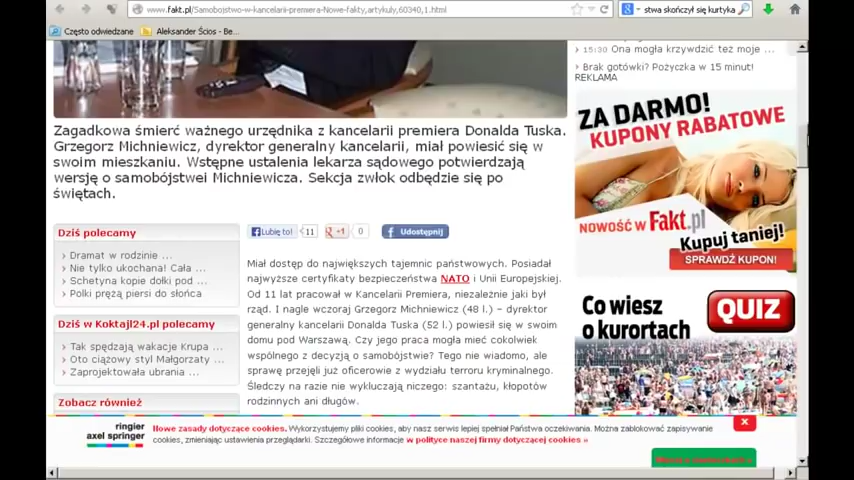 www.fakt.pl/Samobojstwo-w-kancelarii-premiera-Nowe-fakty,artykuly,60340,1.html
stwa skończył się kurtyka
Często odwiedzane
Aleksander Ścios - Be...
Zagadkowa śmierć ważnego urzędnika z kancelarii premiera Donalda Tuska.
Grzegorz Michniewicz, dyrektor generalny kancelarii, miał powiesić się w
swoim mieszkaniu. Wstępne ustalenia lekarza sądowego potwierdzają
wersję o samobójstwei Michniewicza. Sekcja zwłok odbędzie się po
świętach.
Dziś polecamy
Dramat w rodzinie ...
Nie tylko ukochana! Cała ...
Schetyna kopie dołki pod ...
Polki prężą piersi do słońca
Dziś w Koktajl24.pl polecamy
Tak spędzają wakacje Krupa ...
Oto ciążowy styl Małgorzaty ...
Zaprojektowała ubrania ...
Zobacz również
Lubię to! 11 +1 0 Udostępnij
Miał dostęp do największych tajemnic państwowych. Posiadał
najwyższe certyfikaty bezpieczeństwa NATO i Unii Europejskiej.
Od 11 lat pracował w Kancelarii Premiera, niezależnie jaki był
rząd. I nagle wczoraj Grzegorz Michniewicz (48 l.) – dyrektor
generalny kancelarii Donalda Tuska (52 l.) powiesił się w swoim
domu pod Warszawą. Czy jego praca mogła mieć cokolwiek
wspólnego z decyzją o samobójstwie? Tego nie wiadomo, ale
sprawę przejęli już oficerowie z wydziału terroru kryminalnego.
Śledczy na razie nie wykluczają niczego: szantażu, kłopotów
rodzinnych ani długów.
15:30 Ona mogła krzywdzić też moje ...
Brak gotówki? Pożyczka w 15 minut!
REKLAMA
ZA DARMO!
KUPONY RABATOWE
NOWOŚĆ w Fakt.pl
Kupuj taniej!
SPRAWDŹ KUPON!
Co wiesz
o kurortach
QUIZ
ringier
axel springer
Nowe zasady dotyczące cookies. Wykorzystujemy pliki cookies, aby nasz serwis lepiej spełniał Państwa oczekiwania. Można zablokować zapisywanie
cookies, zmieniając ustawienia przeglądarki. Szczegółowe informacje w polityce naszej firmy dotyczącej cookies »
X